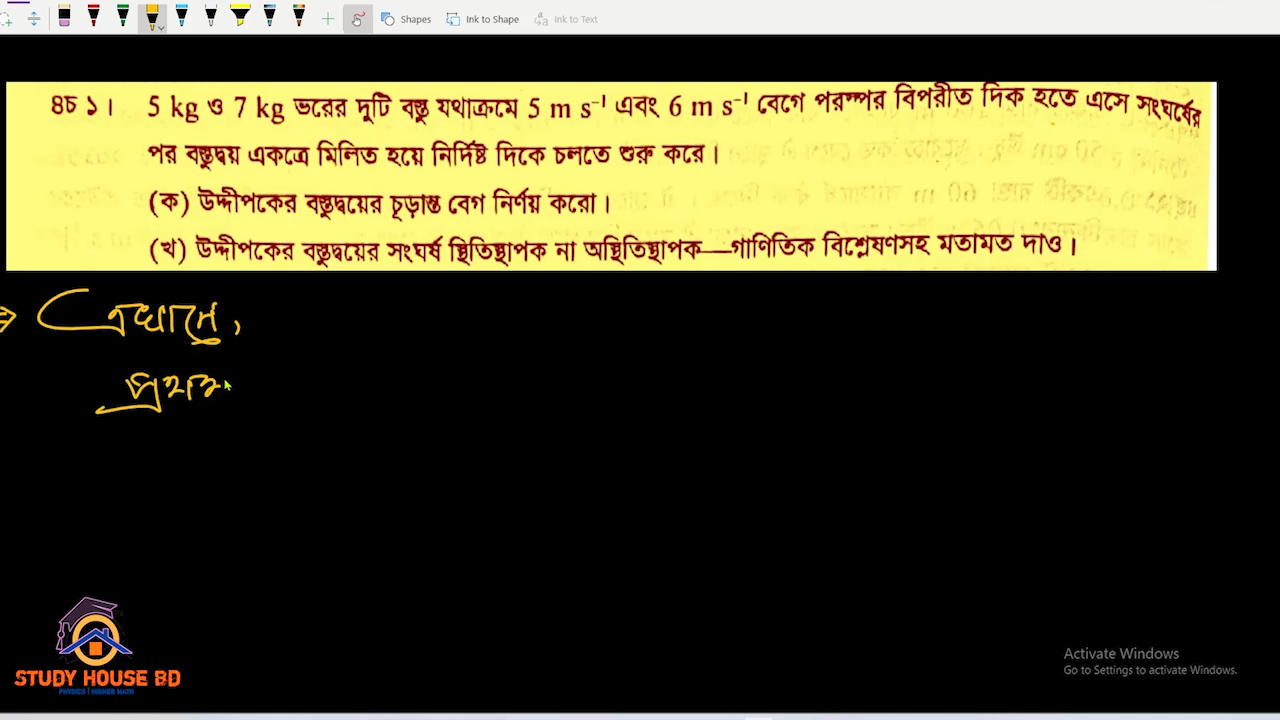 Shapes
Ink to Shape
Ink to Text
৪চ ১। 5 kg ও 7 kg ভরের দুটি বস্তু যথাক্রমে 5 m s⁻¹ এবং 6 m s⁻¹ বেগে পরস্পর বিপরীত দিক হতে এসে সংঘর্ষের
পর বস্তুদ্বয় একত্রে মিলিত হয়ে নির্দিষ্ট দিকে চলতে শুরু করে।
(ক) উদ্দীপকের বস্তুদ্বয়ের চূড়ান্ত বেগ নির্ণয় করো।
(খ) উদ্দীপকের বস্তুদ্বয়ের সংঘর্ষ স্থিতিস্থাপক না অস্থিতিস্থাপক—গাণিতিক বিশ্লেষণসহ মতামত দাও।
⇒ এখানে,
প্রথম
STUDY HOUSE BD
PHYSICS | HIGHER MATH
Activate Windows
Go to Settings to activate Windows.